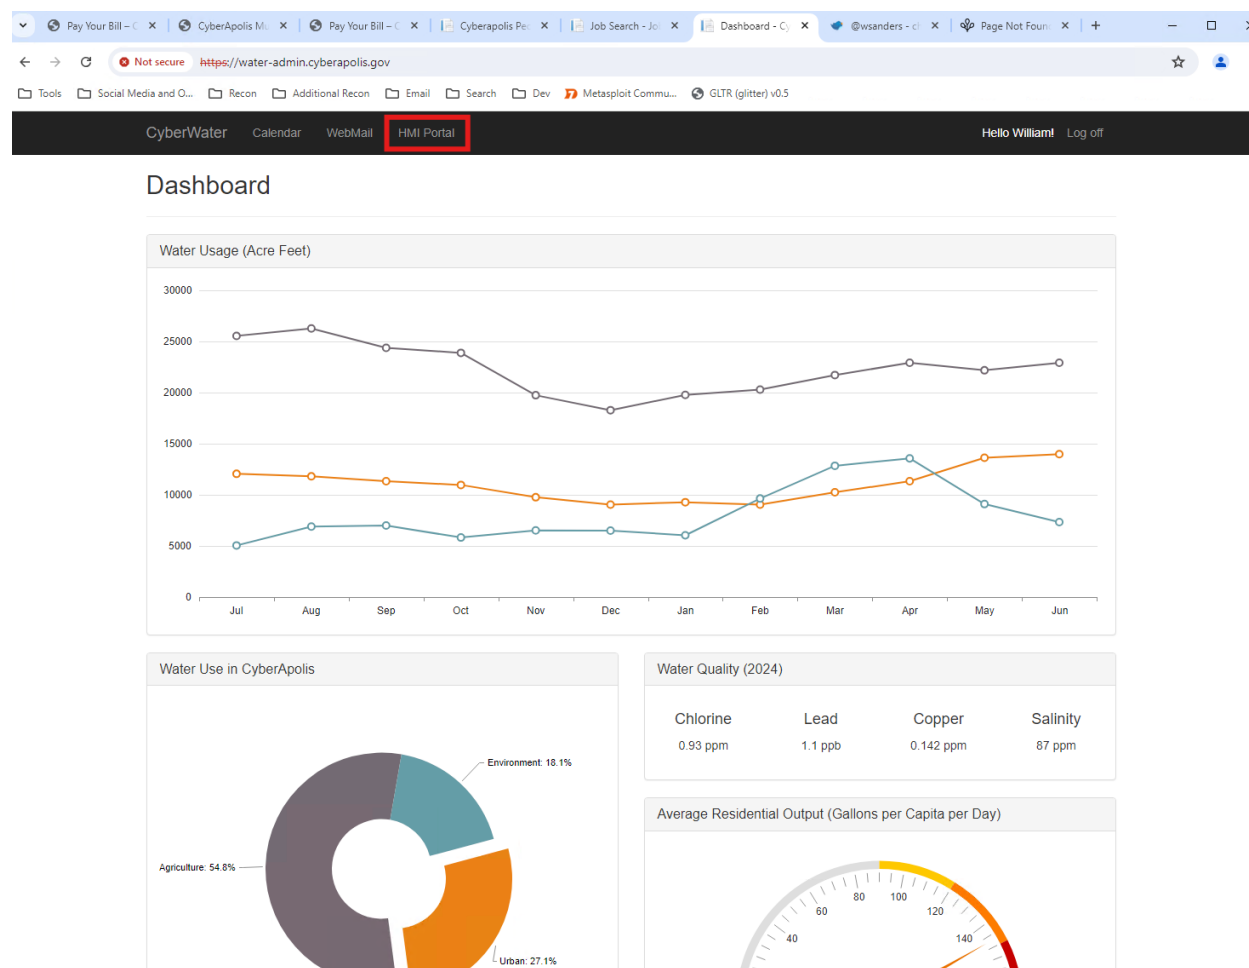 Pay Your Bill – C
CyberApolis Mu
Pay Your Bill – C
Cyberapolis Peo
Job Search - Jo
Dashboard - Cy
@wsanders - ch
Page Not Foun
Not secure https://water-admin.cyberapolis.gov
Tools Social Media and O... Recon Additional Recon Email Search Dev Metasploit Commu... GLTR (glitter) v0.5
CyberWater Calendar WebMail HMI Portal Hello William! Log off
Dashboard
Water Usage (Acre Feet)
30000
25000
20000
15000
10000
5000
0
Jul Aug Sep Oct Nov Dec Jan Feb Mar Apr May Jun
Water Use in CyberApolis
Environment: 18.1%
Agriculture: 54.8%
Urban: 27.1%
Water Quality (2024)
Chlorine Lead Copper Salinity
0.93 ppm 1.1 ppb 0.142 ppm 87 ppm
Average Residential Output (Gallons per Capita per Day)
40
60
80
100
120
140